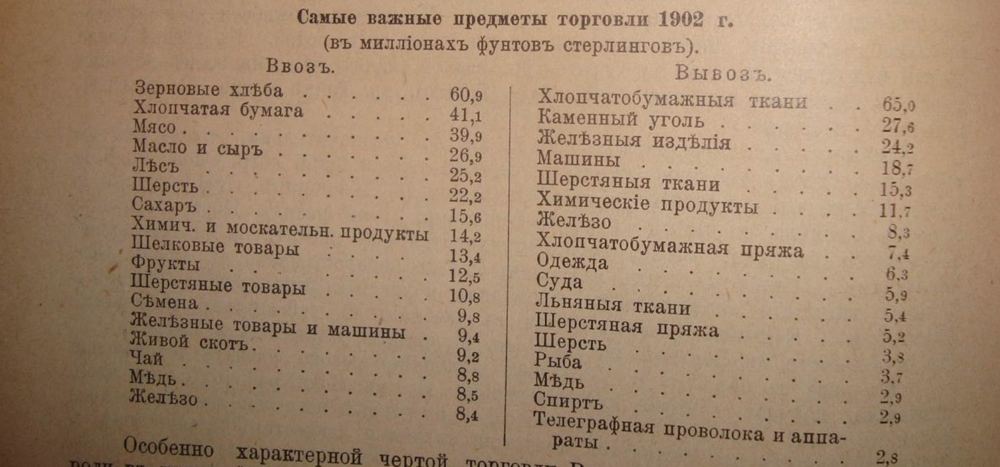 Самые важные предметы торговли 1902 г.
(въ милліонахъ фунтовъ стерлинговъ).
Ввозъ.
Зерновые хлѣба . . . . . . 60,9
Хлопчатая бумага . . . . . 41,1
Мясо . . . . . . . . . . 39,9
Масло и сыръ . . . . . . 26,9
Лѣсъ . . . . . . . . . 25,2
Шерсть . . . . . . . . . 22,2
Сахаръ . . . . . . . . . 15,6
Химич. и москательн. продукты 14,2
Шелковые товары . . . . 13,4
Фрукты . . . . . . . . 12,5
Шерстяные товары . . . . . 10,8
Сѣмена . . . . . . . . . 9,8
Желѣзные товары и машины . 9,4
Живой скотъ . . . . . . . 9,2
Чай . . . . . . . . . . 8,8
Мѣдь . . . . . . . . . . 8,5
Желѣзо . . . . . . . . . 8,4
Вывозъ.
Хлопчатобумажныя ткани . . 65,0
Каменный уголь . . . . . . 27,6
Желѣзныя издѣлія . . . . . 24,2
Машины . . . . . . . . . 18,7
Шерстяныя ткани . . . . . 15,3
Химическіе продукты . . . . 11,7
Желѣзо . . . . . . . . . 8,3
Хлопчатобумажная пряжа . . 7,4
Одежда . . . . . . . . . 6,3
Суда . . . . . . . . . . 5,9
Льняныя ткани . . . . . . 5,4
Шерстяная пряжа . . . . . 5,2
Шерсть . . . . . . . . . 3,8
Рыба . . . . . . . . . . 3,7
Мѣдь . . . . . . . . . . 2,9
Спиртъ . . . . . . . . . 2,9
Телеграфная проволока и аппа-
раты . . . . . . . . . . 2,8
Особенно характерной чертой торговли